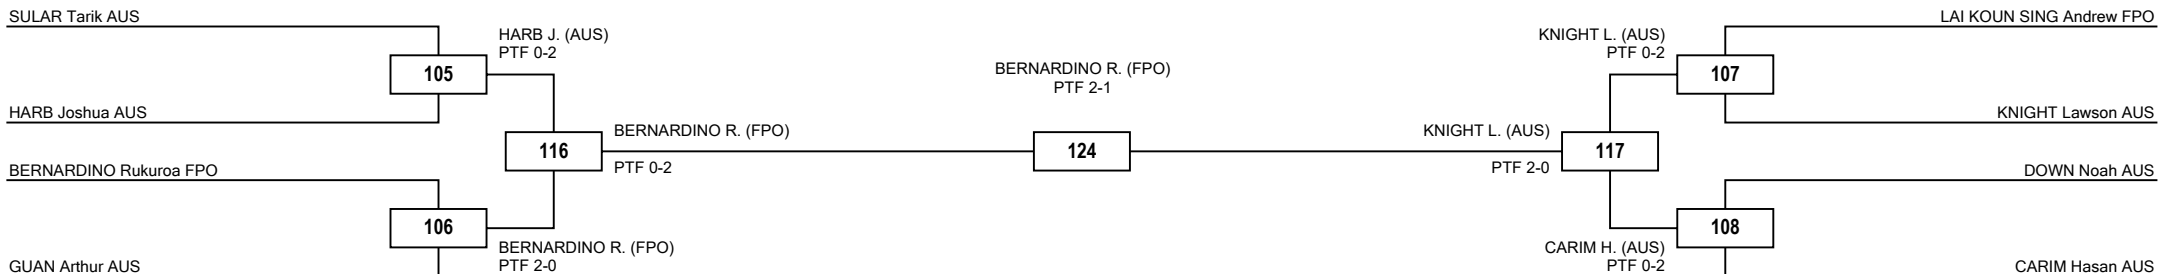 SULAR Tarik AUS
LAI KOUN SING Andrew FPO
HARB J. (AUS)
PTF 0-2
KNIGHT L. (AUS)
PTF 0-2
105
BERNARDINO R. (FPO)
PTF 2-1
107
HARB Joshua AUS
KNIGHT Lawson AUS
116
BERNARDINO R. (FPO)
PTF 0-2
124
KNIGHT L. (AUS)
PTF 2-0
117
BERNARDINO Rukuroa FPO
DOWN Noah AUS
106
108
BERNARDINO R. (FPO)
PTF 2-0
CARIM H. (AUS)
PTF 0-2
GUAN Arthur AUS
CARIM Hasan AUS